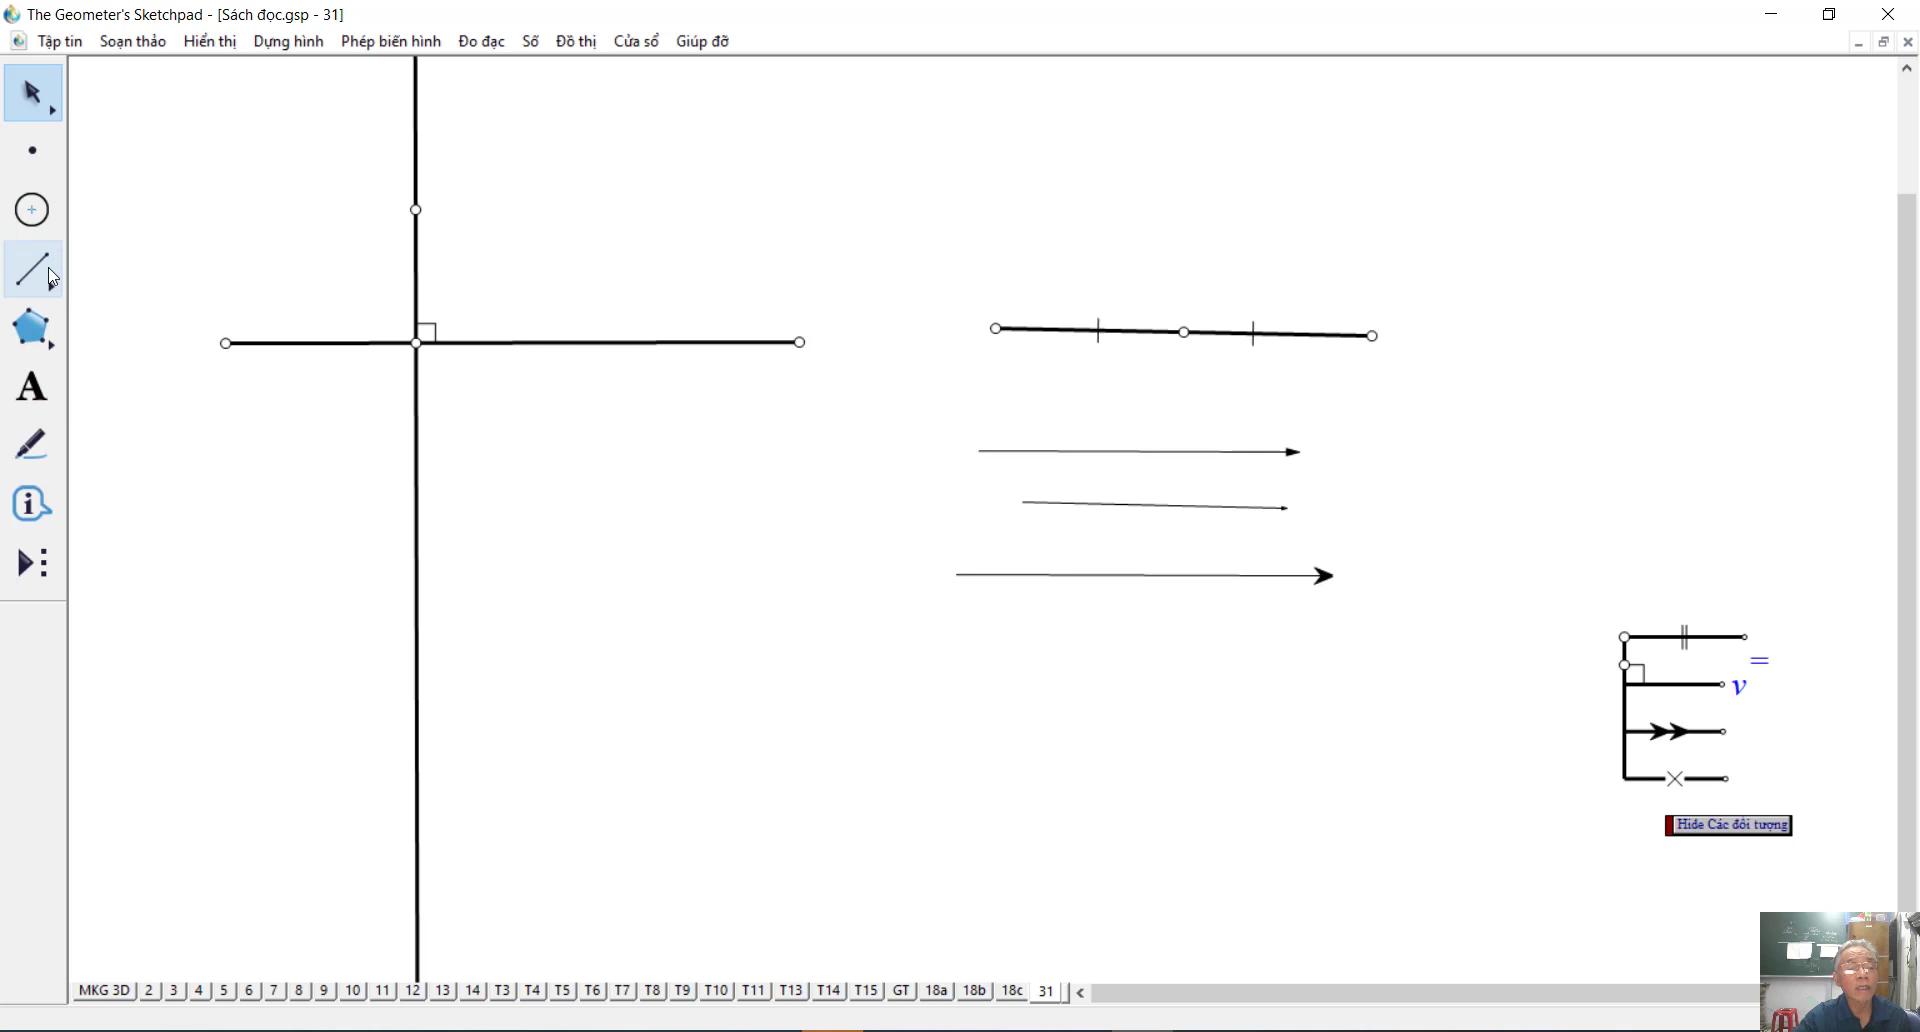 The Geometer's Sketchpad - [Sách đọc.gsp - 31]
Tập tin Soạn thảo Hiển thị Dựng hình Phép biến hình Đo đạc Số Đồ thị Cửa sổ Giúp đỡ
A
i
=
v
Hide Các đối tượng
MKG 3D 2 3 4 5 6 7 8 9 10 11 12 13 14 T3 T4 T5 T6 T7 T8 T9 T10 T11 T13 T14 T15 GT 18a 18b 18c 31